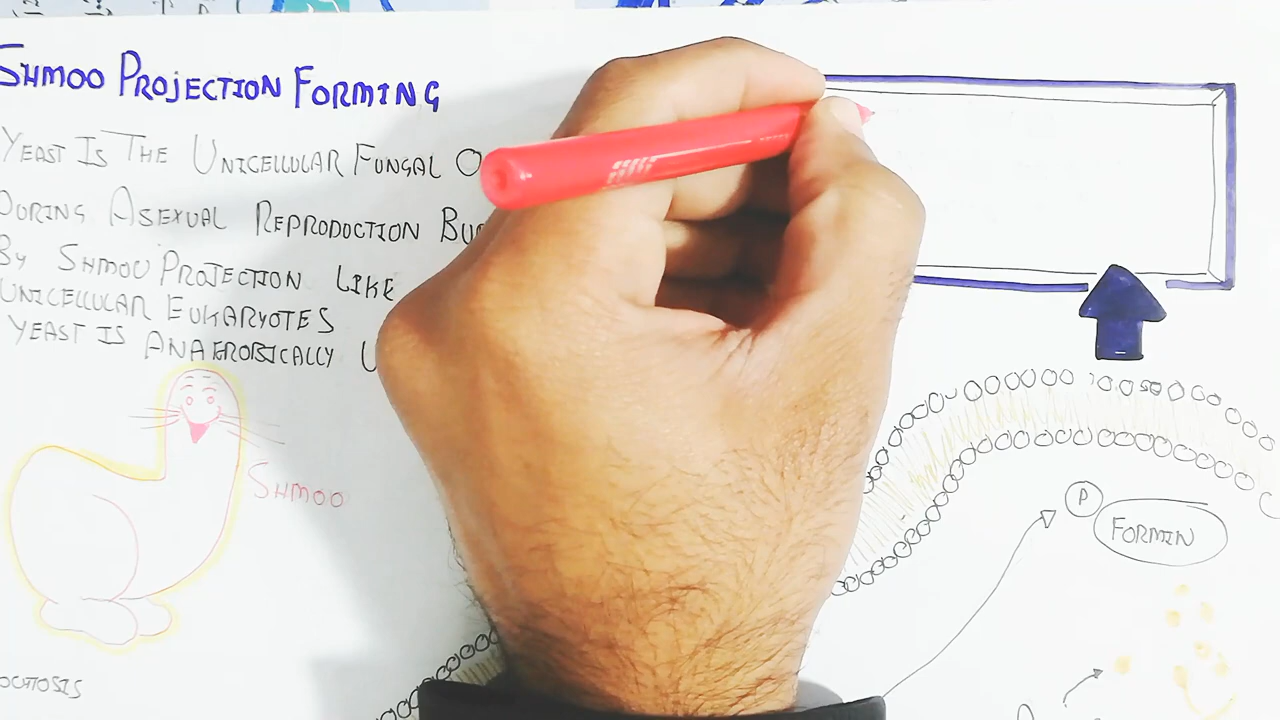 SHMOO PROJECTION FORMING
YEAST IS THE UNICELLULAR FUNGAL O
DURING ASEXUAL REPRODUCTION BU
BY SHMOO PROJECTION LIKE
UNICELLULAR EUKARYOTES
YEAST IS ANAEROBICALLY U
SHMOO
P
FORMIN
OCYTOSIS